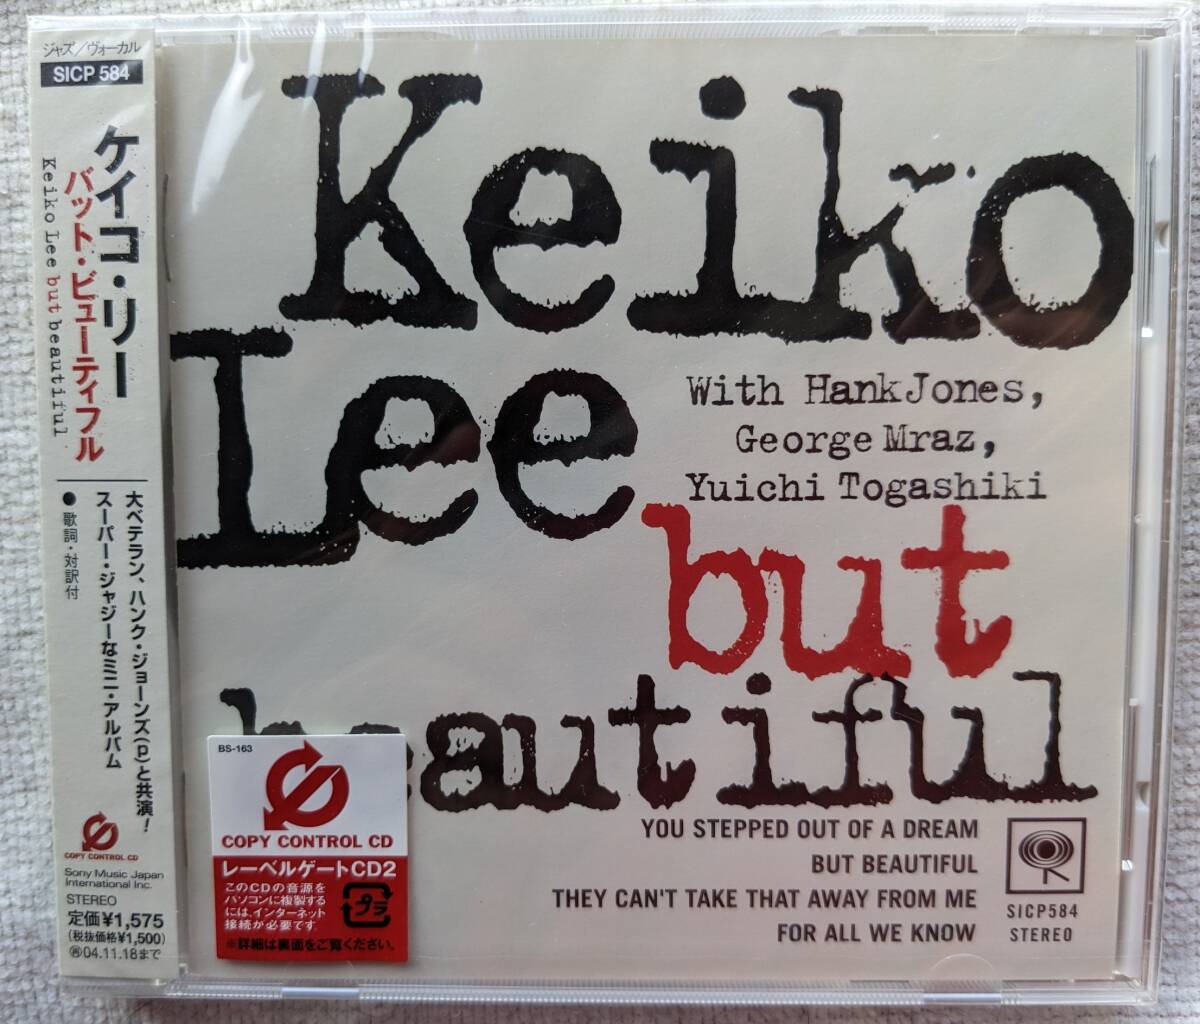 ジャズ/ヴォーカル
SICP 584
ケイコ・リー
バット・ビューティフル
Keiko Lee but beautiful
大ベテラン、ハンク・ジョーンズ(p)と共演!
スーパー・ジャジーなミニ・アルバム
●歌詞・対訳付
COPY CONTROL CD
Sony Music Japan
International Inc.
STEREO
定価¥1,575
(税抜価格¥1,500)
04.11.18まで
Keiko
Lee
With Hank Jones,
George Mraz,
Yuichi Togashiki
but
beautiful
BS-163
COPY CONTROL CD
レーベルゲートCD2
このCDの音源を
パソコンに複製する
には、インターネット
接続が必要です。
プラ
※詳細は裏面をご覧ください。
YOU STEPPED OUT OF A DREAM
BUT BEAUTIFUL
THEY CAN'T TAKE THAT AWAY FROM ME
FOR ALL WE KNOW
SICP584
STEREO